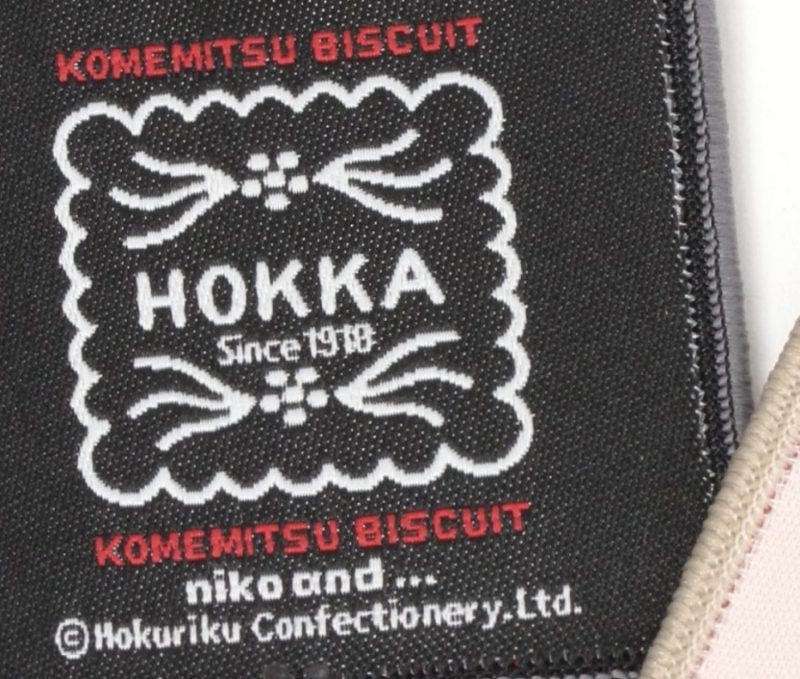 KOMEMITSU BISCUIT
HOKKA
Since 1918
KOMEMITSU BISCUIT
niko and ...
©Hokuriku Confectionery.Ltd.